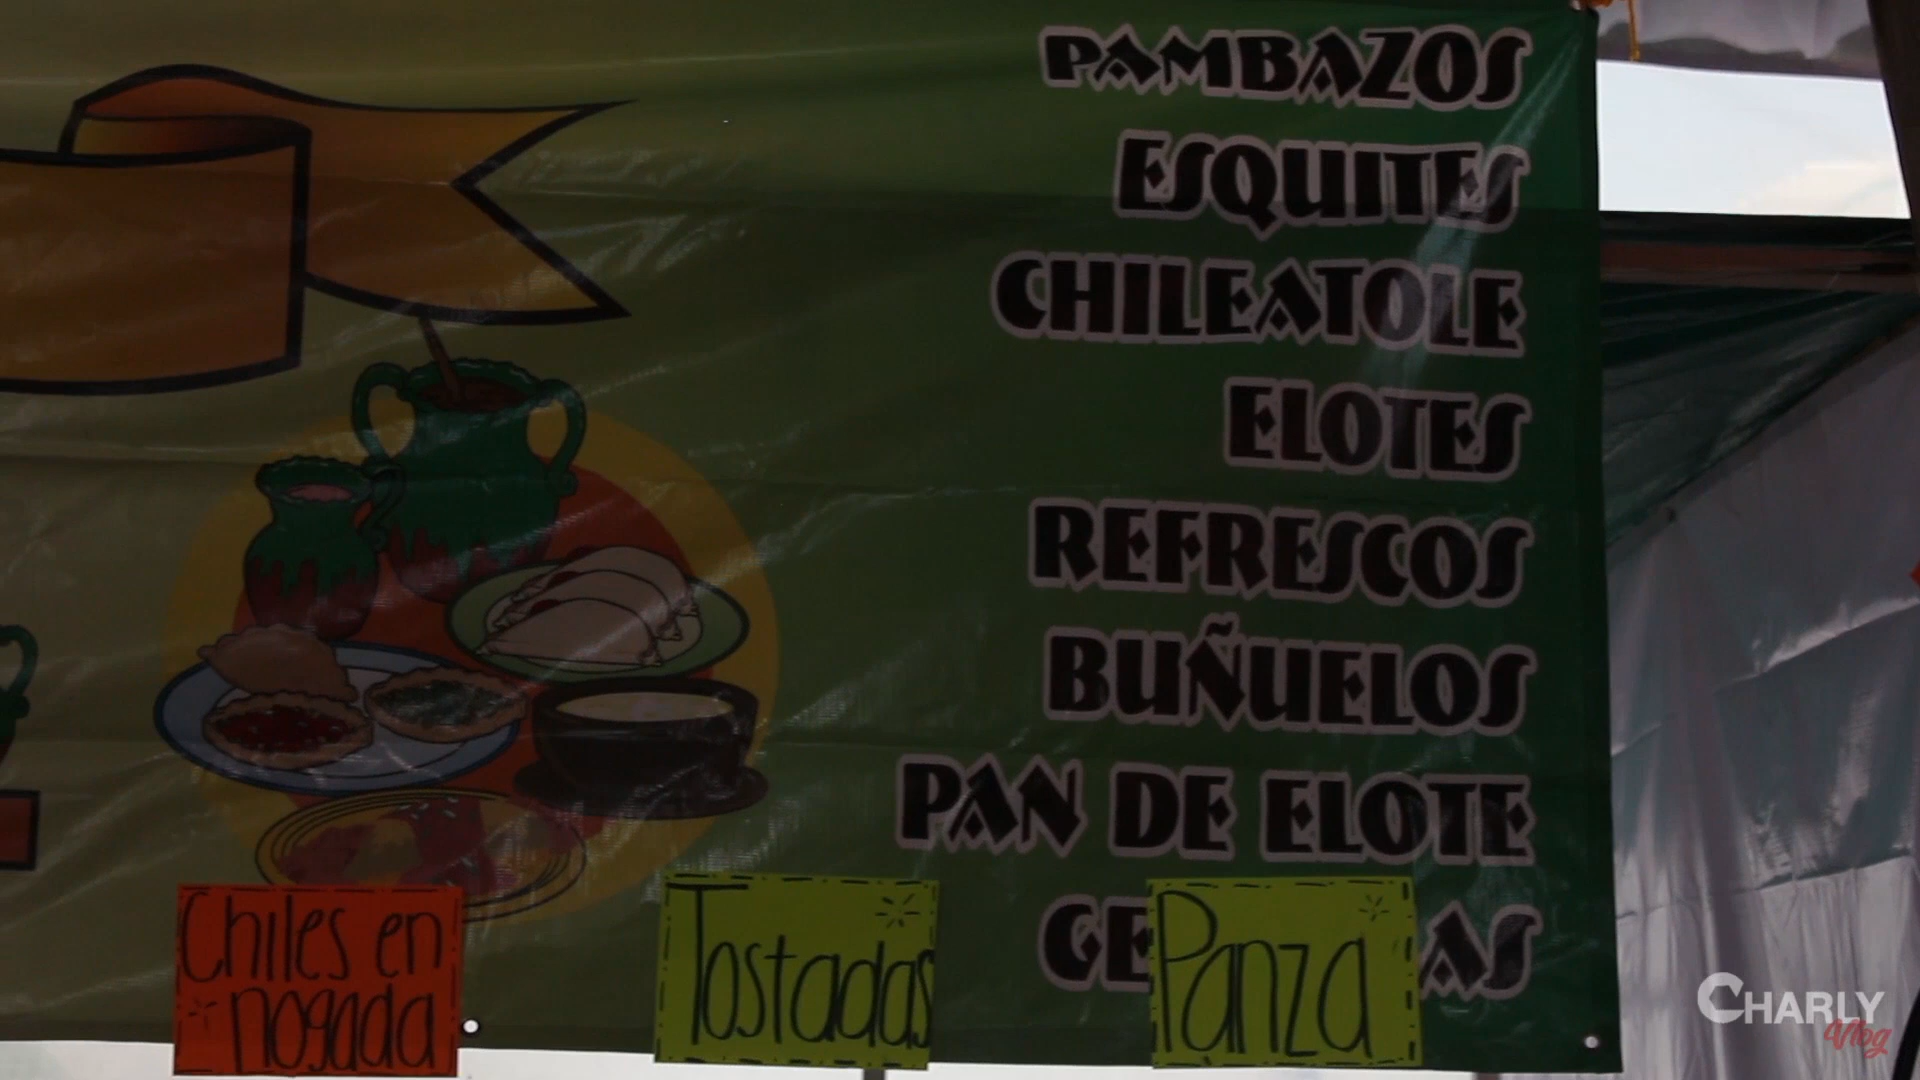 PAMBAZOS
ESQUITES
CHILEATOLE
ELOTES
REFRESCOS
BUÑUELOS
PAN DE ELOTE
Chiles en
nogada
Tostadas
Panza
CHARLY
Vlog